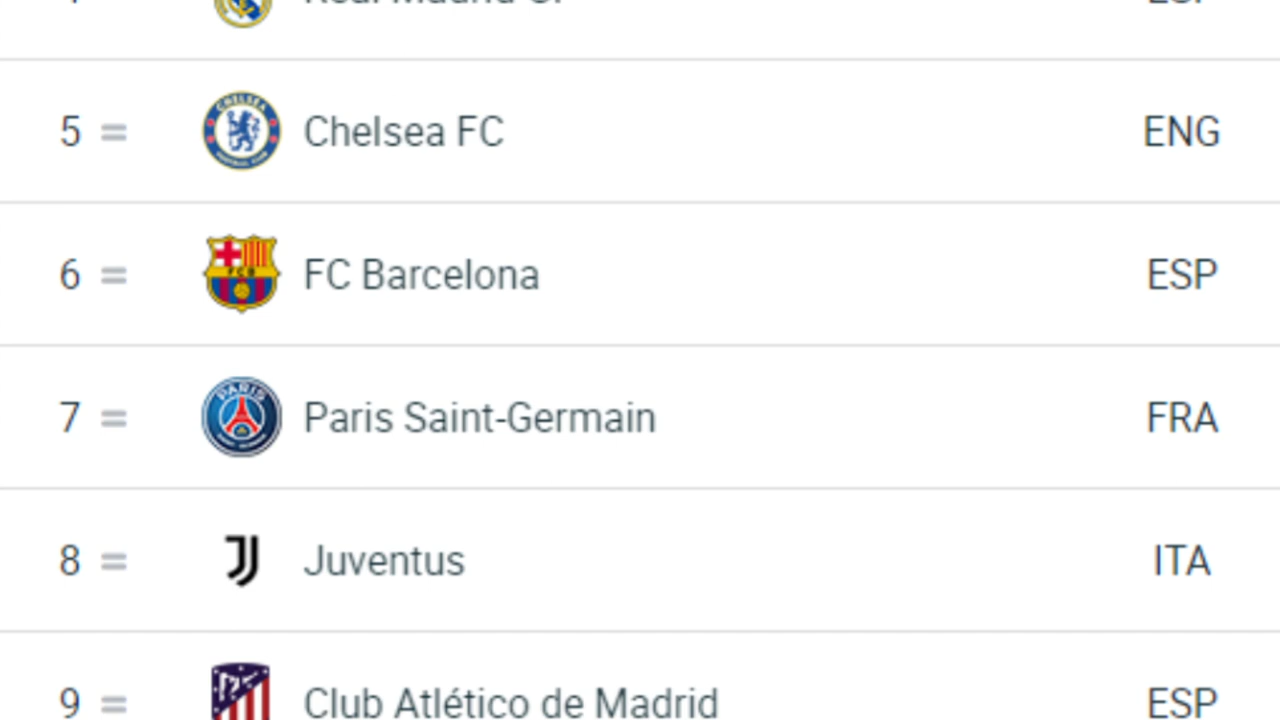 5 = Chelsea FC ENG
6 = FC Barcelona ESP
7 = Paris Saint-Germain FRA
8 = Juventus ITA
9 = Club Atlético de Madrid ESP